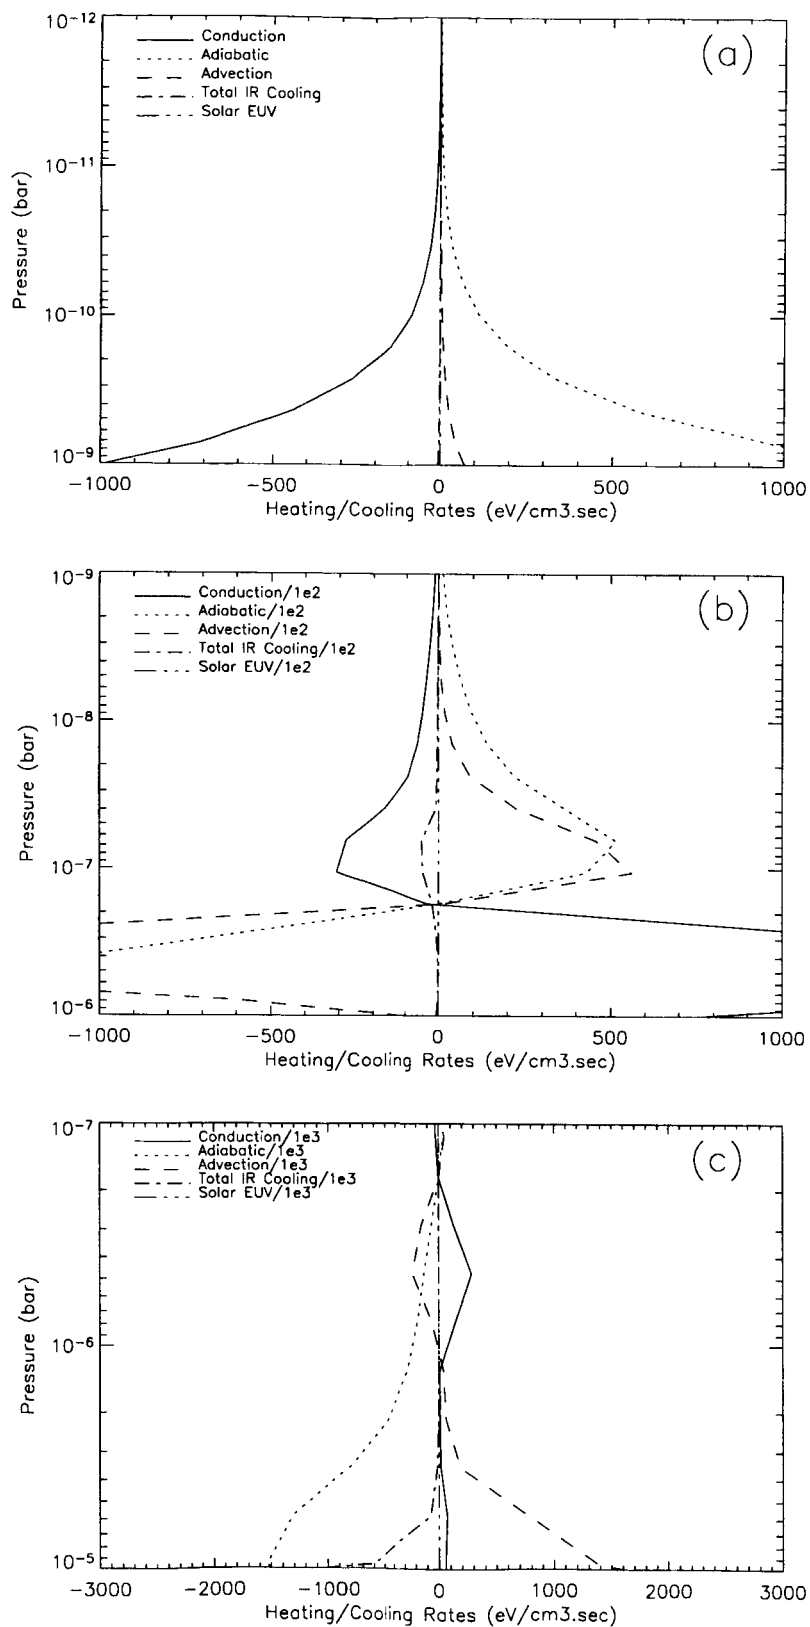 (a)
Conduction
Adiabatic
Advection
Total IR Cooling
Solar EUV
10-12
10-11
10-10
10-9
Pressure (bar)
-1000 -500 0 500 1000
Heating/Cooling Rates (eV/cm3.sec)
(b)
Conduction/1e2
Adiabatic/1e2
Advection/1e2
Total IR Cooling/1e2
Solar EUV/1e2
10-9
10-8
10-7
10-6
Pressure (bar)
-1000 -500 0 500 1000
Heating/Cooling Rates (eV/cm3.sec)
(c)
Conduction/1e3
Adiabatic/1e3
Advection/1e3
Total IR Cooling/1e3
Solar EUV/1e3
10-7
10-6
10-5
Pressure (bar)
-3000 -2000 -1000 0 1000 2000 3000
Heating/Cooling Rates (eV/cm3.sec)